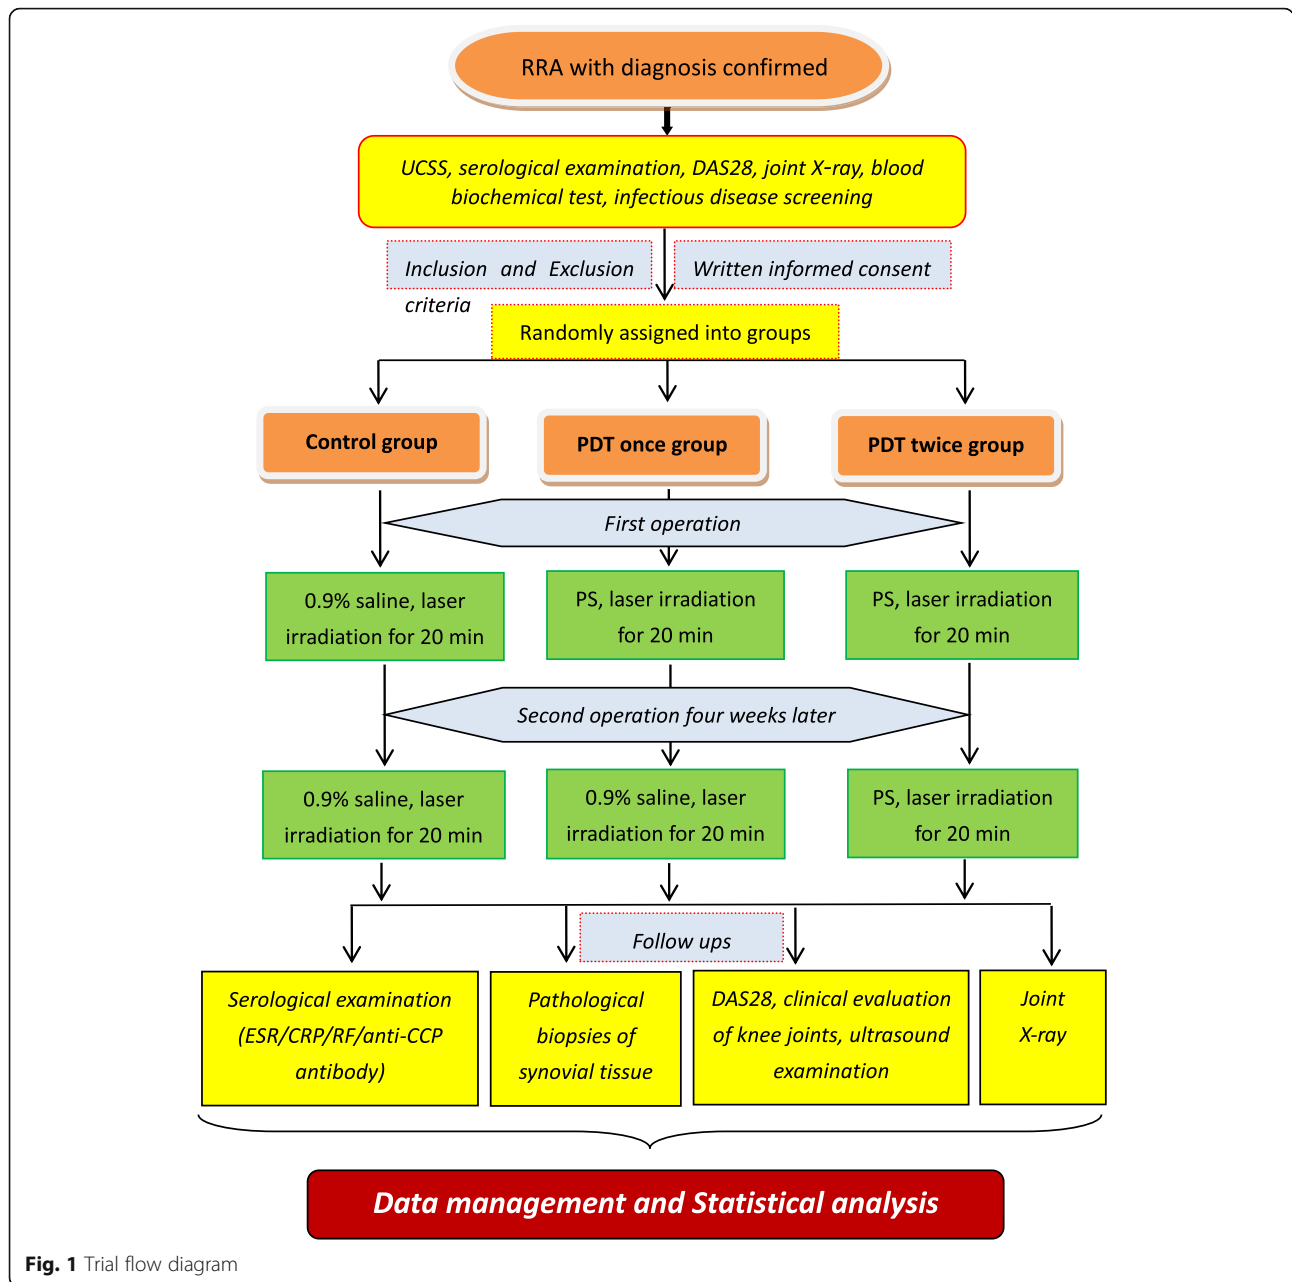 RRA with diagnosis confirmed
UCSS, serological examination, DAS28, joint X-ray, blood
biochemical test, infectious disease screening
Inclusion and Exclusion
criteria
Written informed consent
Randomly assigned into groups
Control group
PDT once group
PDT twice group
First operation
0.9% saline, laser
irradiation for 20 min
PS, laser irradiation
for 20 min
PS, laser irradiation
for 20 min
Second operation four weeks later
0.9% saline, laser
irradiation for 20 min
0.9% saline, laser
irradiation for 20 min
PS, laser irradiation
for 20 min
Follow ups
Serological examination
(ESR/CRP/RF/anti-CCP
antibody)
Pathological
biopsies of
synovial tissue
DAS28, clinical evaluation
of knee joints, ultrasound
examination
Joint
X-ray
Data management and Statistical analysis
Fig. 1 Trial flow diagram